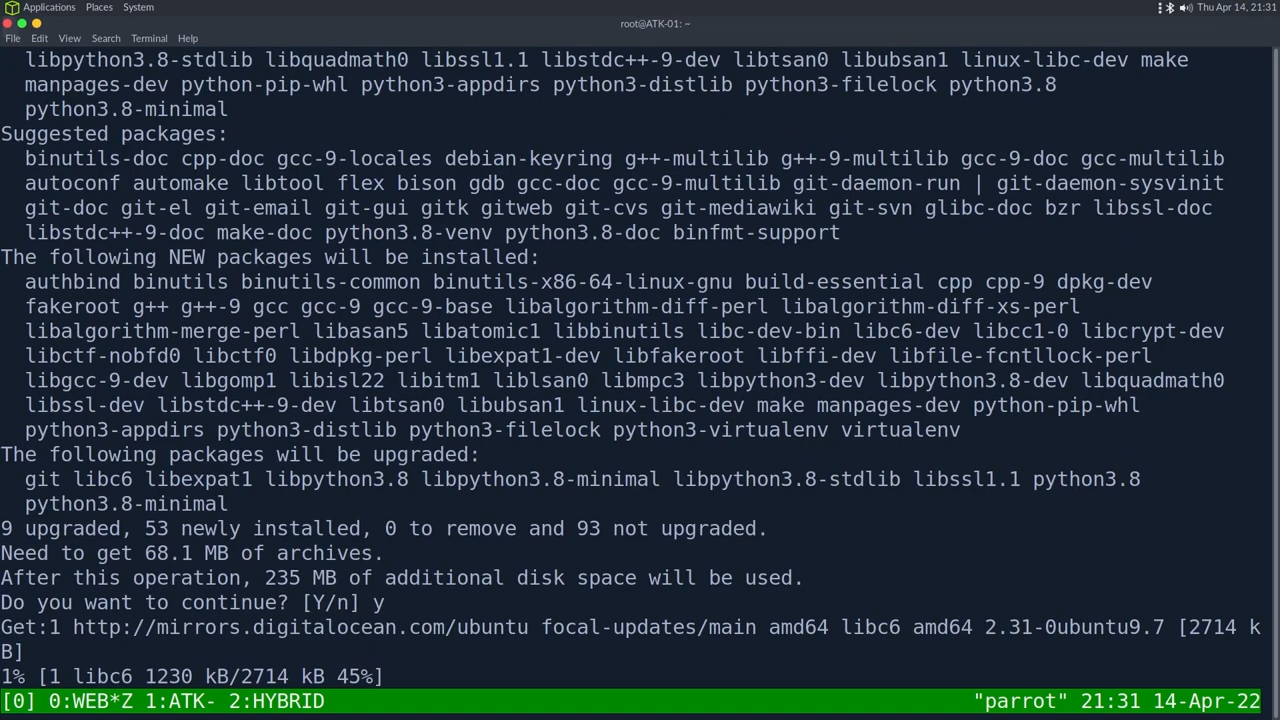 Applications Places System Thu Apr 14, 21:31
root@ATK-01: ~
File Edit View Search Terminal Help
libpython3.8-stdlib libquadmath0 libssl1.1 libstdc++-9-dev libtsan0 libubsan1 linux-libc-dev make
manpages-dev python-pip-whl python3-appdirs python3-distlib python3-filelock python3.8
python3.8-minimal
Suggested packages:
binutils-doc cpp-doc gcc-9-locales debian-keyring g++-multilib g++-9-multilib gcc-9-doc gcc-multilib
autoconf automake libtool flex bison gdb gcc-doc gcc-9-multilib git-daemon-run | git-daemon-sysvinit
git-doc git-el git-email git-gui gitk gitweb git-cvs git-mediawiki git-svn glibc-doc bzr libssl-doc
libstdc++-9-doc make-doc python3.8-venv python3.8-doc binfmt-support
The following NEW packages will be installed:
authbind binutils binutils-common binutils-x86-64-linux-gnu build-essential cpp cpp-9 dpkg-dev
fakeroot g++ g++-9 gcc gcc-9 gcc-9-base libalgorithm-diff-perl libalgorithm-diff-xs-perl
libalgorithm-merge-perl libasan5 libatomic1 libbinutils libc-dev-bin libc6-dev libcc1-0 libcrypt-dev
libctf-nobfd0 libctf0 libdpkg-perl libexpat1-dev libfakeroot libffi-dev libfile-fcntllock-perl
libgcc-9-dev libgomp1 libisl22 libitm1 liblsan0 libmpc3 libpython3-dev libpython3.8-dev libquadmath0
libssl-dev libstdc++-9-dev libtsan0 libubsan1 linux-libc-dev make manpages-dev python-pip-whl
python3-appdirs python3-distlib python3-filelock python3-virtualenv virtualenv
The following packages will be upgraded:
git libc6 libexpat1 libpython3.8 libpython3.8-minimal libpython3.8-stdlib libssl1.1 python3.8
python3.8-minimal
9 upgraded, 53 newly installed, 0 to remove and 93 not upgraded.
Need to get 68.1 MB of archives.
After this operation, 235 MB of additional disk space will be used.
Do you want to continue? [Y/n] y
Get:1 http://mirrors.digitalocean.com/ubuntu focal-updates/main amd64 libc6 amd64 2.31-0ubuntu9.7 [2714 k
B]
1% [1 libc6 1230 kB/2714 kB 45%]
[0] 0:WEB*Z 1:ATK- 2:HYBRID "parrot" 21:31 14-Apr-22